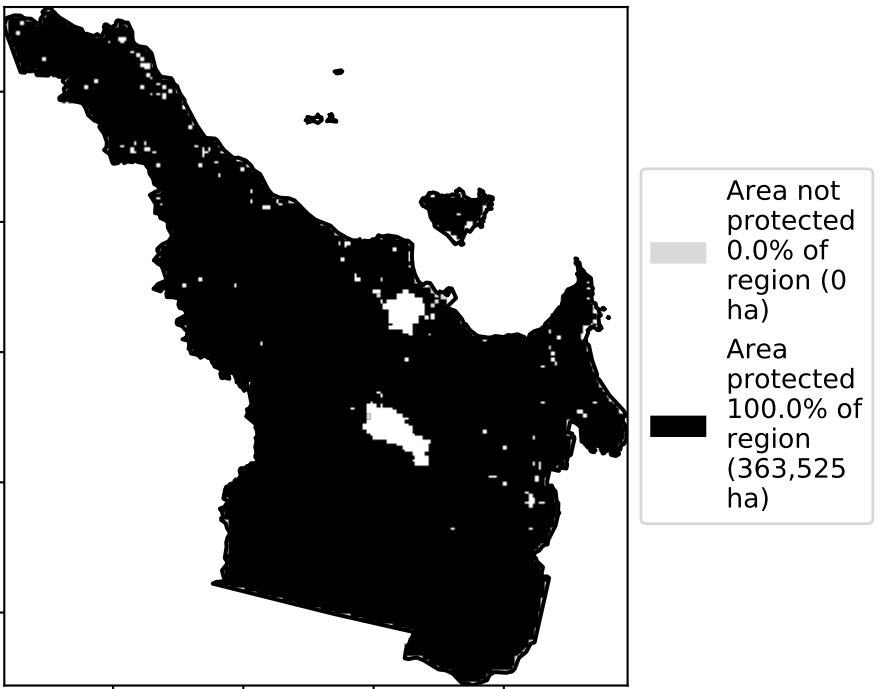 Area not
protected
0.0% of
region (0
ha)
Area
protected
100.0% of
region
(363,525
ha)